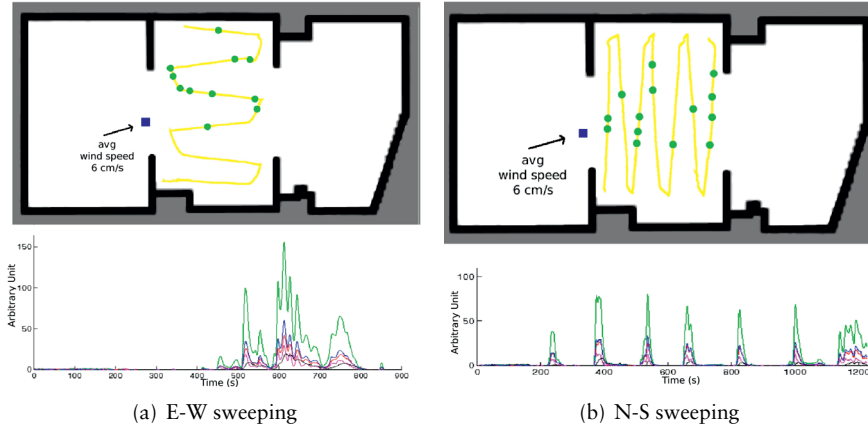 avg
wind speed
6 cm/s
avg
wind speed
6 cm/s
Arbitrary Unit
150
100
50
0
0 100 200 300 400 500 600 700 800 900
Time (s)
Arbitrary Unit
100
50
0
0 200 400 600 800 1000 1200
Time (s)
(a) E-W sweeping
(b) N-S sweeping